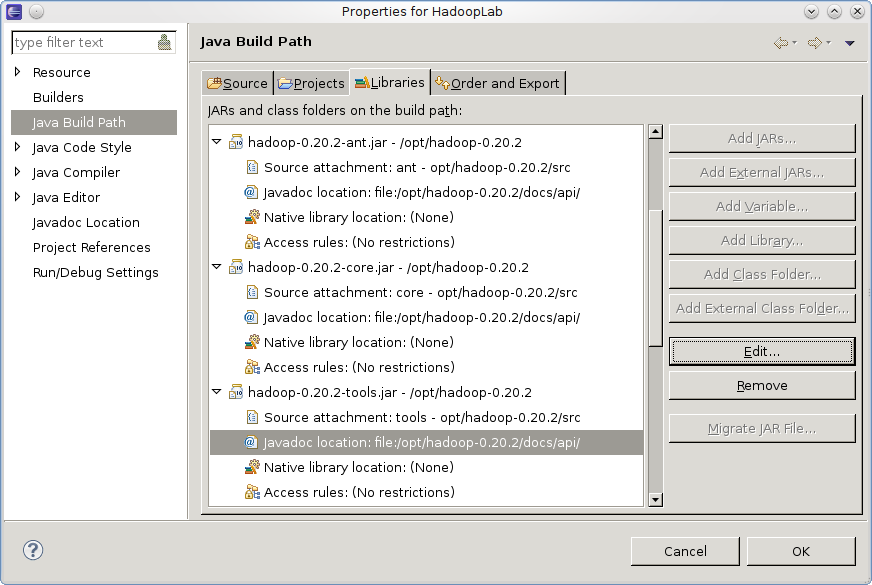 Properties for HadoopLab
type filter text
Java Build Path
Resource
Builders
Java Build Path
Java Code Style
Java Compiler
Java Editor
Javadoc Location
Project References
Run/Debug Settings
Source Projects Libraries Order and Export
JARs and class folders on the build path:
hadoop-0.20.2-ant.jar - /opt/hadoop-0.20.2
Source attachment: ant - opt/hadoop-0.20.2/src
Javadoc location: file:/opt/hadoop-0.20.2/docs/api/
Native library location: (None)
Access rules: (No restrictions)
hadoop-0.20.2-core.jar - /opt/hadoop-0.20.2
Source attachment: core - opt/hadoop-0.20.2/src
Javadoc location: file:/opt/hadoop-0.20.2/docs/api/
Native library location: (None)
Access rules: (No restrictions)
hadoop-0.20.2-tools.jar - /opt/hadoop-0.20.2
Source attachment: tools - opt/hadoop-0.20.2/src
Javadoc location: file:/opt/hadoop-0.20.2/docs/api/
Native library location: (None)
Access rules: (No restrictions)
Add JARs...
Add External JARs...
Add Variable...
Add Library...
Add Class Folder...
Add External Class Folder...
Edit...
Remove
Migrate JAR File...
?
Cancel
OK